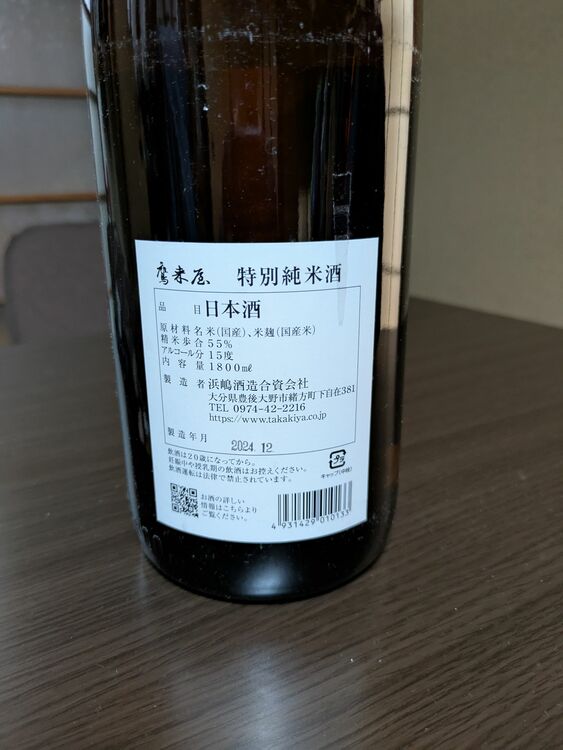 鷹来屋 特別純米酒
品目 日本酒
原材料名 米(国産)、米麹(国産米)
精米歩合 55%
アルコール分 15度
内容量 1800㎖
製造者 浜嶋酒造合資会社
大分県豊後大野市緒方町下自在381
TEL 0974-42-2216
https://www.takakiya.co.jp
製造年月 2024.12
飲酒は20歳になってから。
妊娠中や授乳期の飲酒はお控えください。
飲酒運転は法律で禁止されています。
プラ
キャップ(中栓)
お酒の詳しい
情報はこちらより
ご覧ください。
4 931429 010133